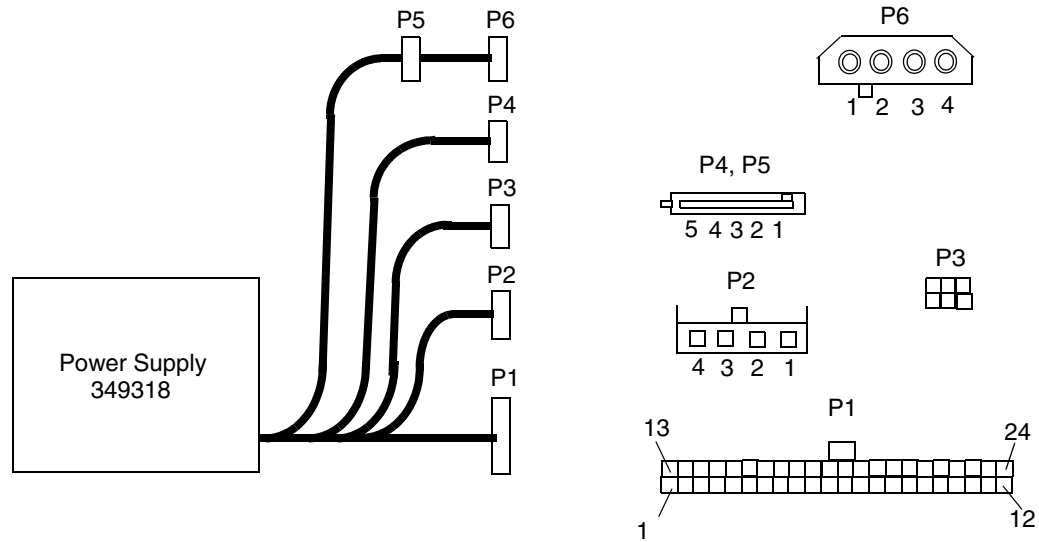 P5 P6
P4
P3
P2
P1
Power Supply
349318
P6
1 2 3 4
P4, P5
5 4 3 2 1
P3
P2
4 3 2 1
P1
13 24
1 12